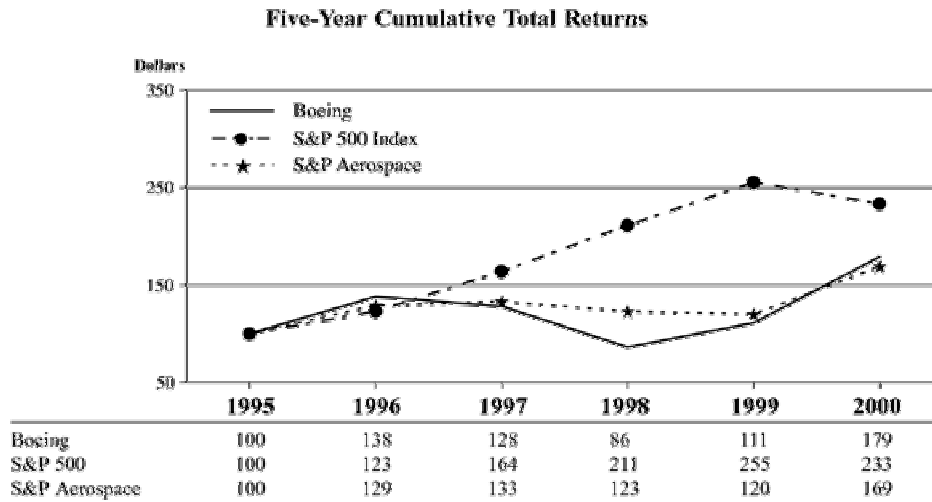 Five-Year Cumulative Total Returns
Dollars
350
Boeing
S&P 500 Index
S&P Aerospace
250
150
50
1995 1996 1997 1998 1999 2000
Boeing 100 138 128 86 111 179
S&P 500 100 123 164 211 255 233
S&P Aerospace 100 129 133 123 120 169